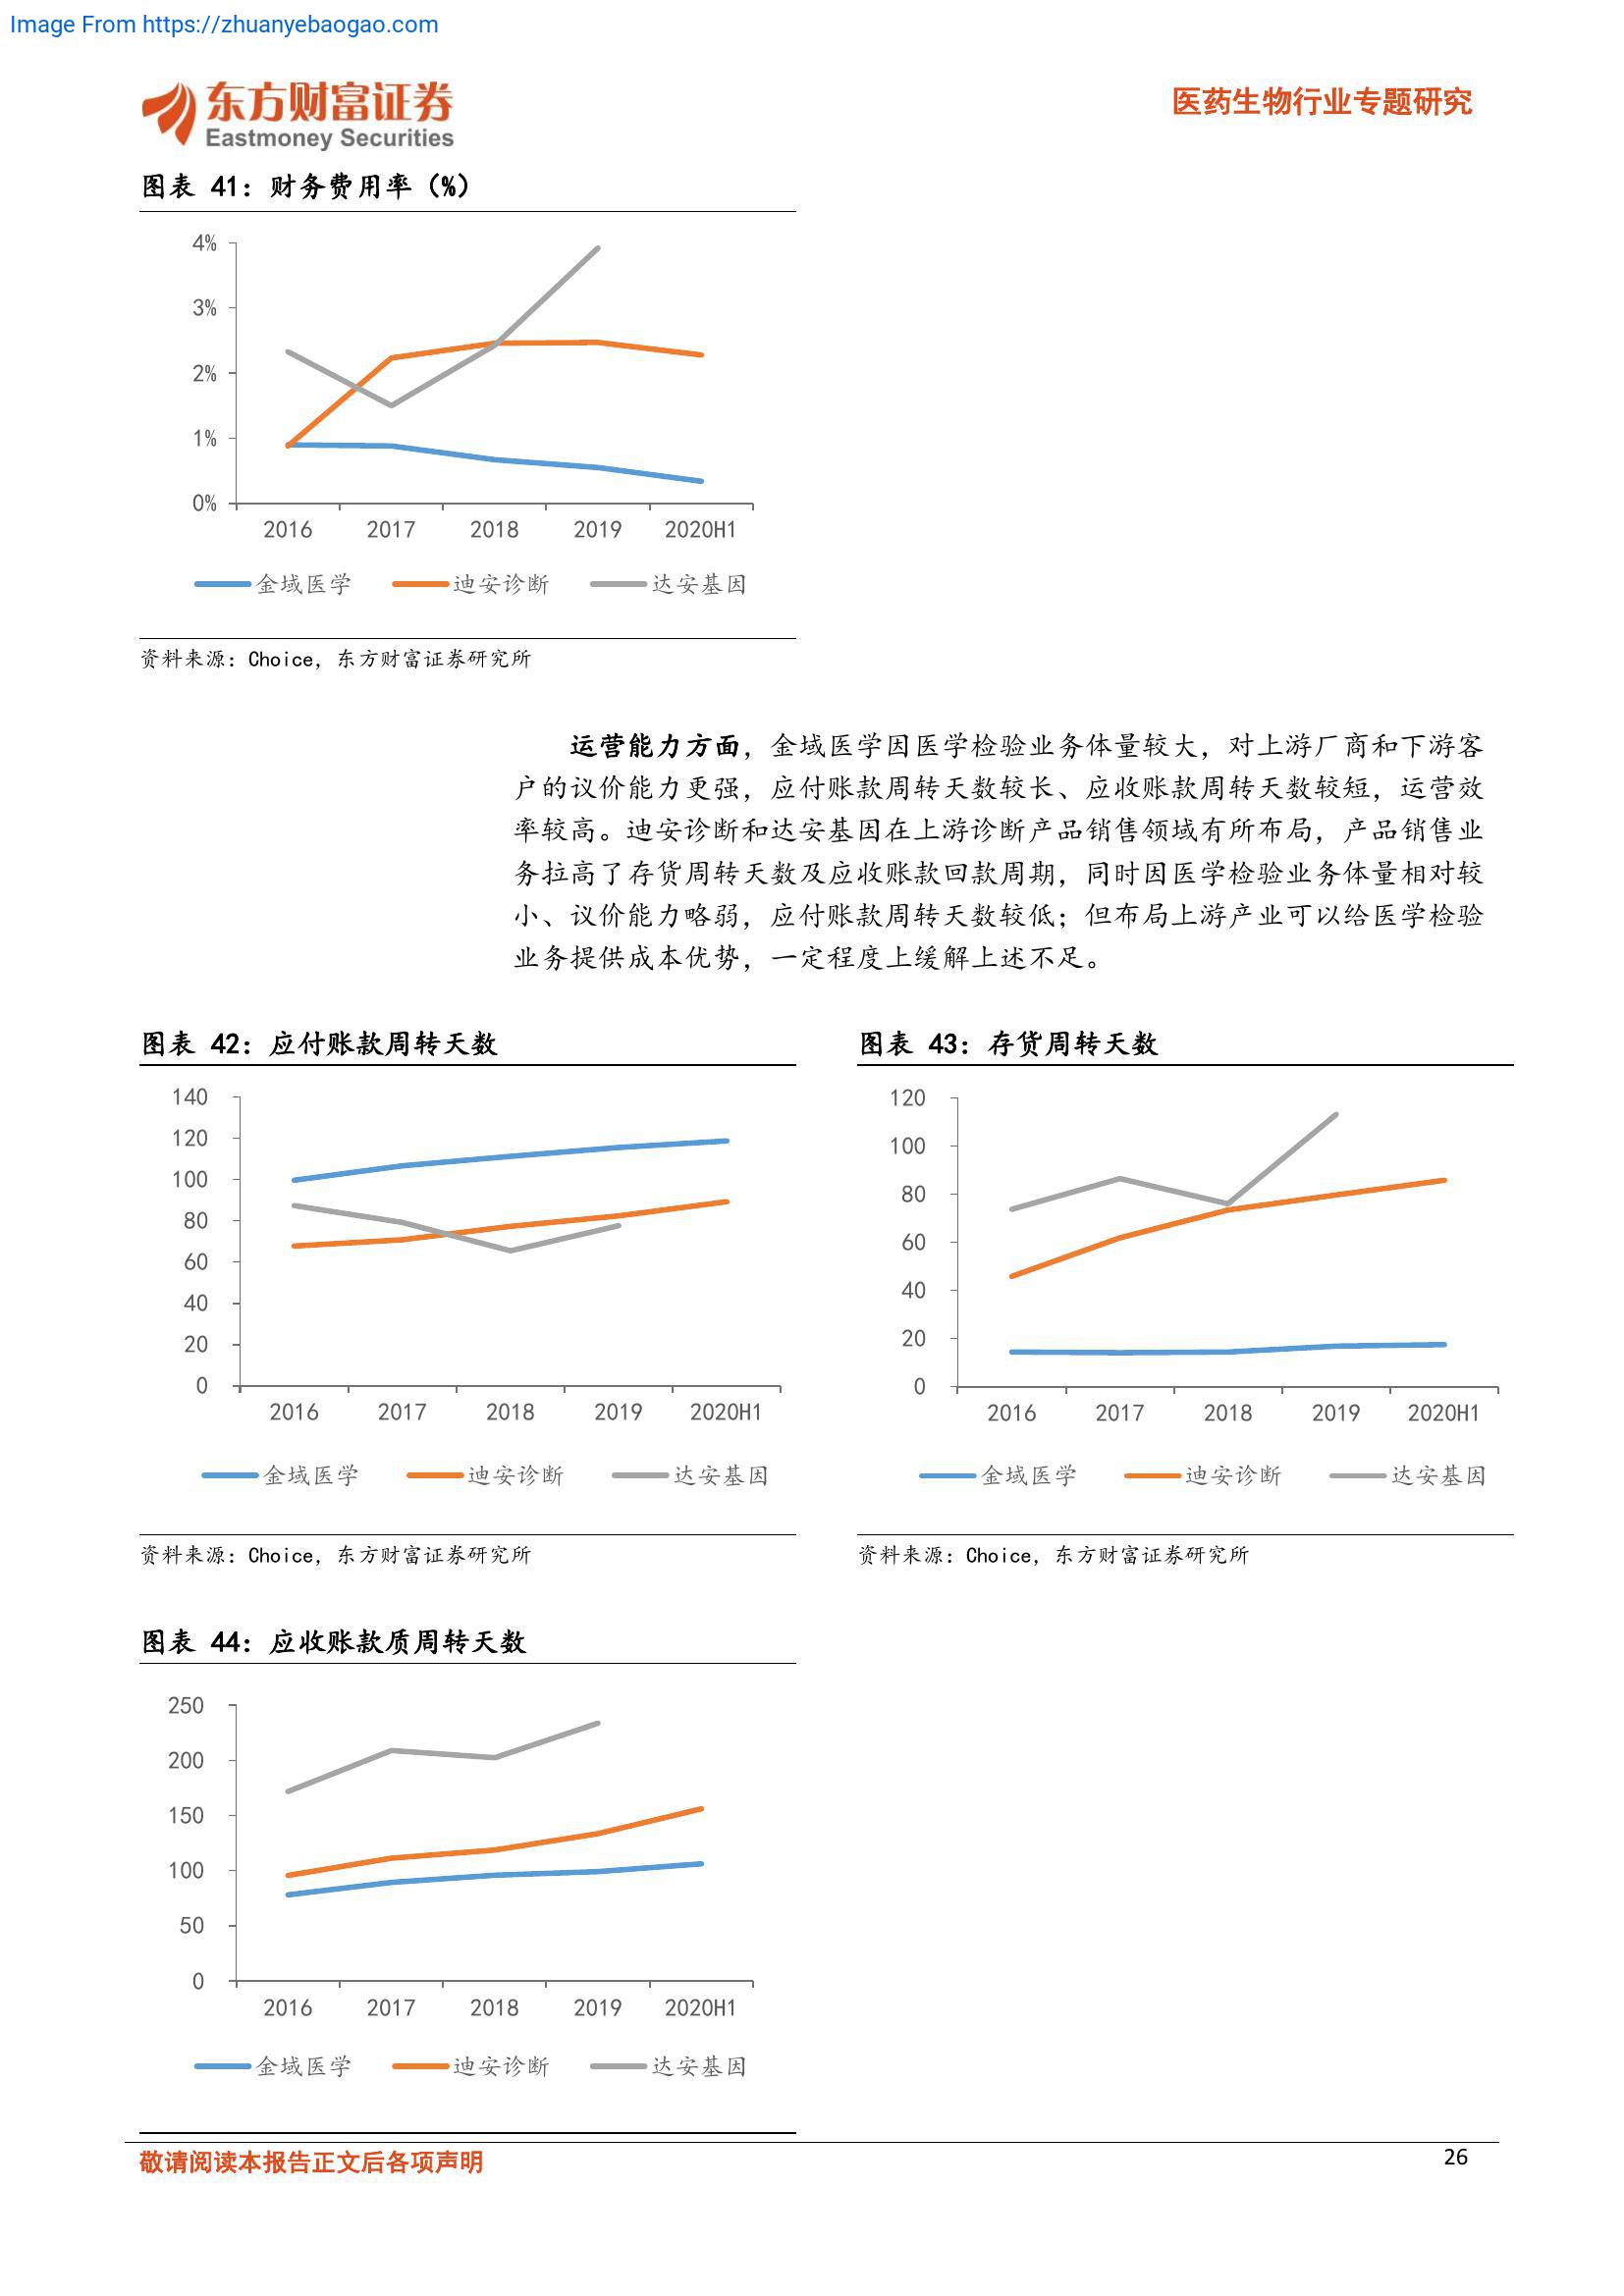 Image From https://zhuanyebaogao.com
东方财富证券
Eastmoney Securities
医药生物行业专题研究
图表 41：财务费用率（%）
4%
3%
2%
1%
0%
2016 2017 2018 2019 2020H1
金域医学 迪安诊断 达安基因
资料来源：Choice，东方财富证券研究所
运营能力方面，金域医学因医学检验业务体量较大，对上游厂商和下游客
户的议价能力更强，应付账款周转天数较长、应收账款周转天数较短，运营效
率较高。迪安诊断和达安基因在上游诊断产品销售领域有所布局，产品销售业
务拉高了存货周转天数及应收账款回款周期，同时因医学检验业务体量相对较
小、议价能力略弱，应付账款周转天数较低；但布局上游产业可以给医学检验
业务提供成本优势，一定程度上缓解上述不足。
图表 42：应付账款周转天数
140
120
100
80
60
40
20
0
2016 2017 2018 2019 2020H1
金域医学 迪安诊断 达安基因
资料来源：Choice，东方财富证券研究所
图表 43：存货周转天数
120
100
80
60
40
20
0
2016 2017 2018 2019 2020H1
金域医学 迪安诊断 达安基因
资料来源：Choice，东方财富证券研究所
图表 44：应收账款质周转天数
250
200
150
100
50
0
2016 2017 2018 2019 2020H1
金域医学 迪安诊断 达安基因
敬请阅读本报告正文后各项声明
26